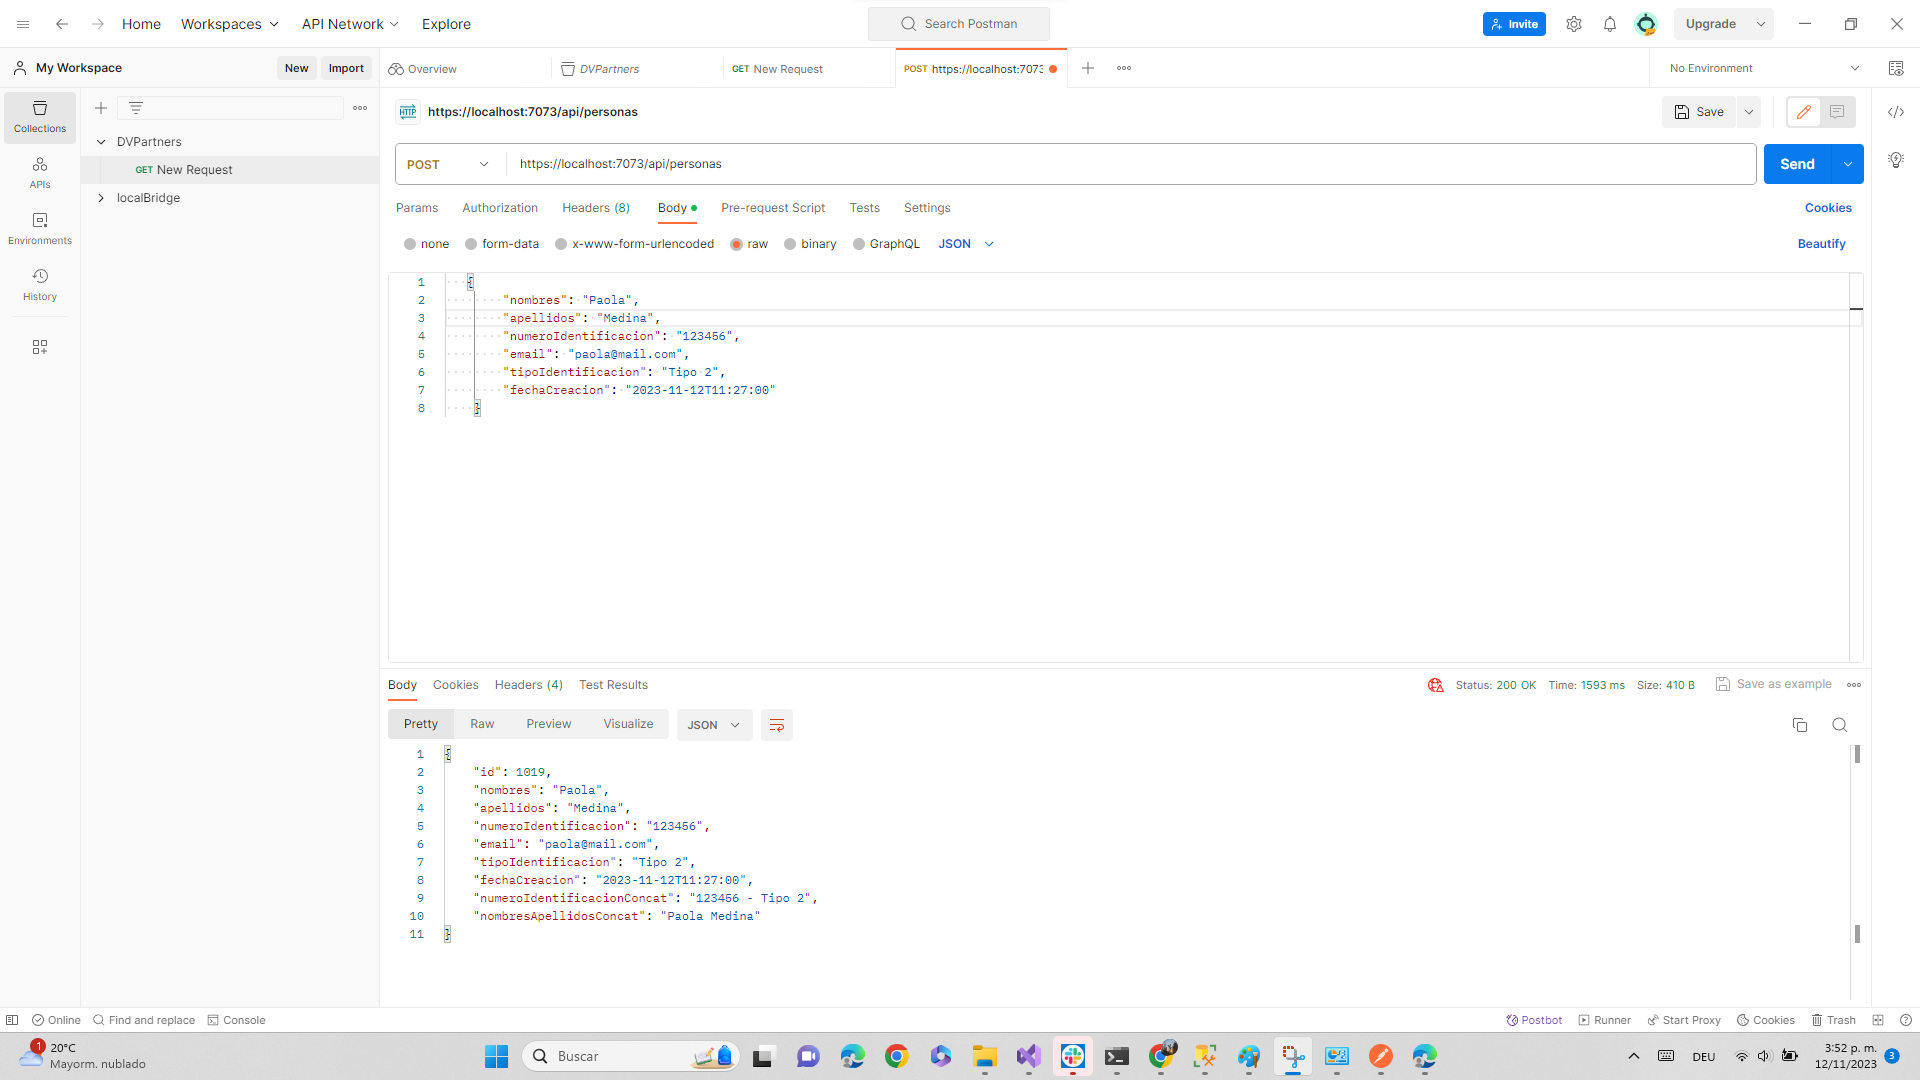 Home Workspaces API Network Explore Search Postman Invite Upgrade
My Workspace New Import Overview DVPartners GET New Request POST https://localhost:7073 No Environment
Collections
APIs
Environments
History
DVPartners
GET New Request
localBridge
HTTP https://localhost:7073/api/personas Save
POST https://localhost:7073/api/personas Send
Params Authorization Headers (8) Body Pre-request Script Tests Settings Cookies
none form-data x-www-form-urlencoded raw binary GraphQL JSON Beautify
1 {
2 "nombres": "Paola",
3 "apellidos": "Medina",
4 "numeroIdentificacion": "123456",
5 "email": "paola@mail.com",
6 "tipoIdentificacion": "Tipo 2",
7 "fechaCreacion": "2023-11-12T11:27:00"
8 }
Body Cookies Headers (4) Test Results Status: 200 OK Time: 1593 ms Size: 410 B Save as example
Pretty Raw Preview Visualize JSON
1 {
2 "id": 1019,
3 "nombres": "Paola",
4 "apellidos": "Medina",
5 "numeroIdentificacion": "123456",
6 "email": "paola@mail.com",
7 "tipoIdentificacion": "Tipo 2",
8 "fechaCreacion": "2023-11-12T11:27:00",
9 "numeroIdentificacionConcat": "123456 - Tipo 2",
10 "nombresApellidosConcat": "Paola Medina"
11 }
Online Find and replace Console Postbot Runner Start Proxy Cookies Trash
1 20°C
Mayorm. nublado
Buscar
DEU
3:52 p. m.
12/11/2023
3